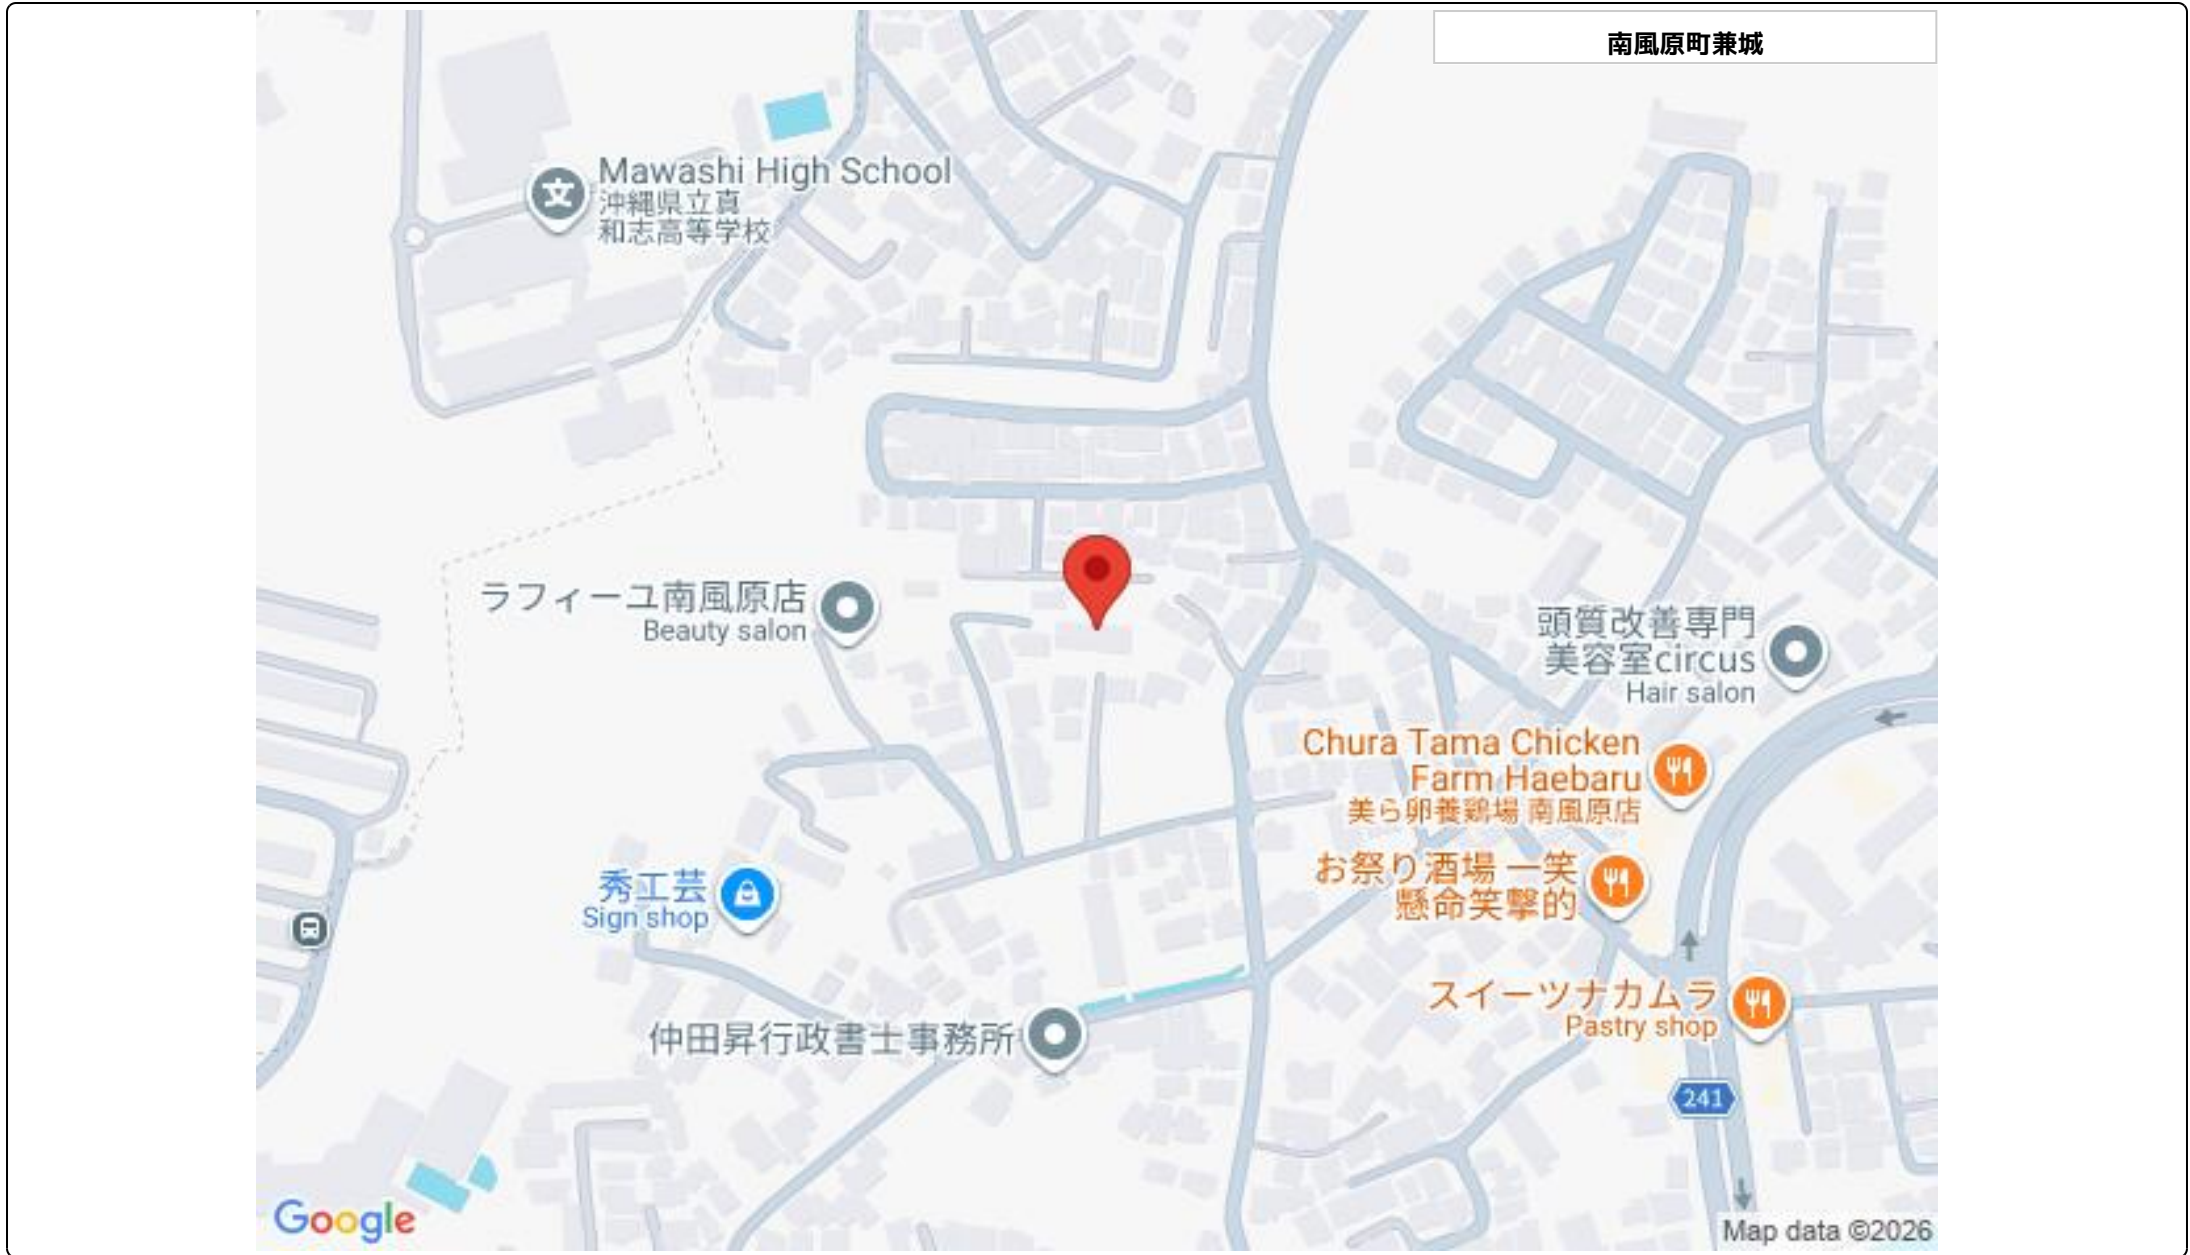 南風原町兼城
Mawashi High School
沖縄県立真
和志高等学校
文
ラフィーユ南風原店
Beauty salon
頭質改善専門
美容室circus
Hair salon
Chura Tama Chicken
Farm Haebaru
美ら卵養鶏場 南風原店
お祭り酒場 一笑
懸命笑撃的
秀工芸
Sign shop
スイーツナカムラ
Pastry shop
仲田昇行政書士事務所
241
Google
Map data ©2026